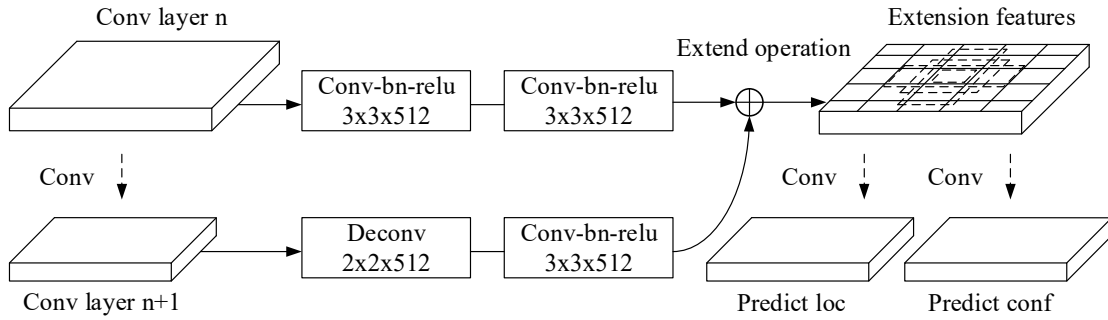 Conv layer n
Extension features
Extend operation
Conv-bn-relu
3x3x512
Conv-bn-relu
3x3x512
Conv
Conv
Conv
Deconv
2x2x512
Conv-bn-relu
3x3x512
Conv layer n+1
Predict loc
Predict conf